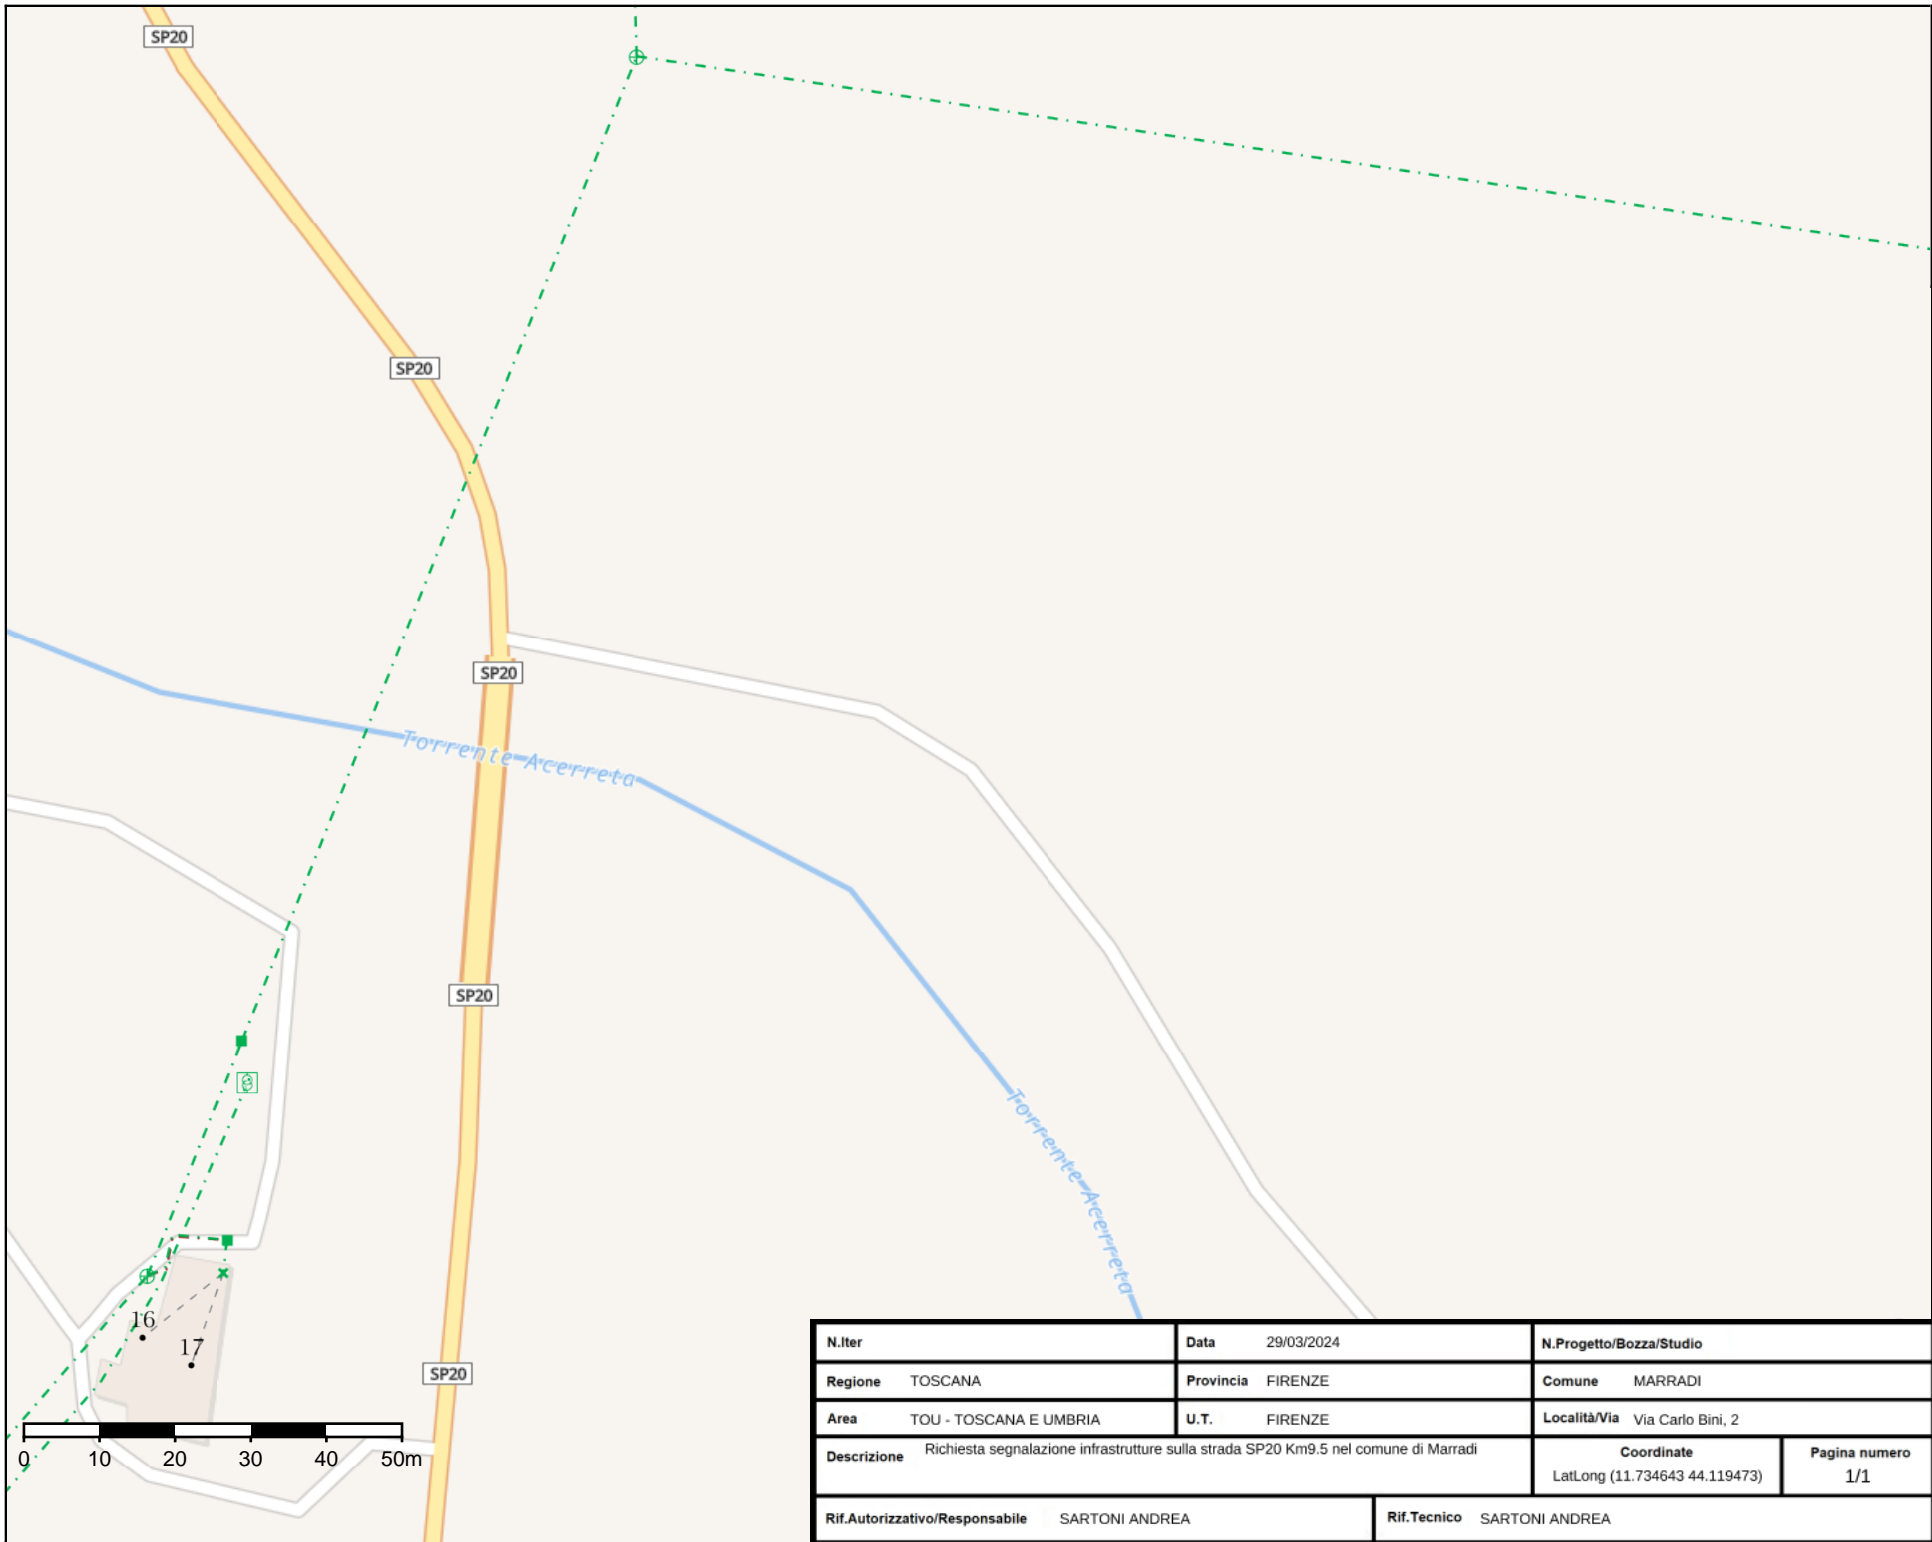 SP20
SP20
SP20
Torrente Acerreta
SP20
Torrente Acerreta
16
17
SP20
0 10 20 30 40 50m
N.Iter
Data 29/03/2024
N.Progetto/Bozza/Studio
Regione TOSCANA
Provincia FIRENZE
Comune MARRADI
Area TOU - TOSCANA E UMBRIA
U.T. FIRENZE
Località/Via Via Carlo Bini, 2
Descrizione Richiesta segnalazione infrastrutture sulla strada SP20 Km9.5 nel comune di Marradi
Coordinate
LatLong (11.734643 44.119473)
Pagina numero
1/1
Rif.Autorizzativo/Responsabile SARTONI ANDREA
Rif.Tecnico SARTONI ANDREA